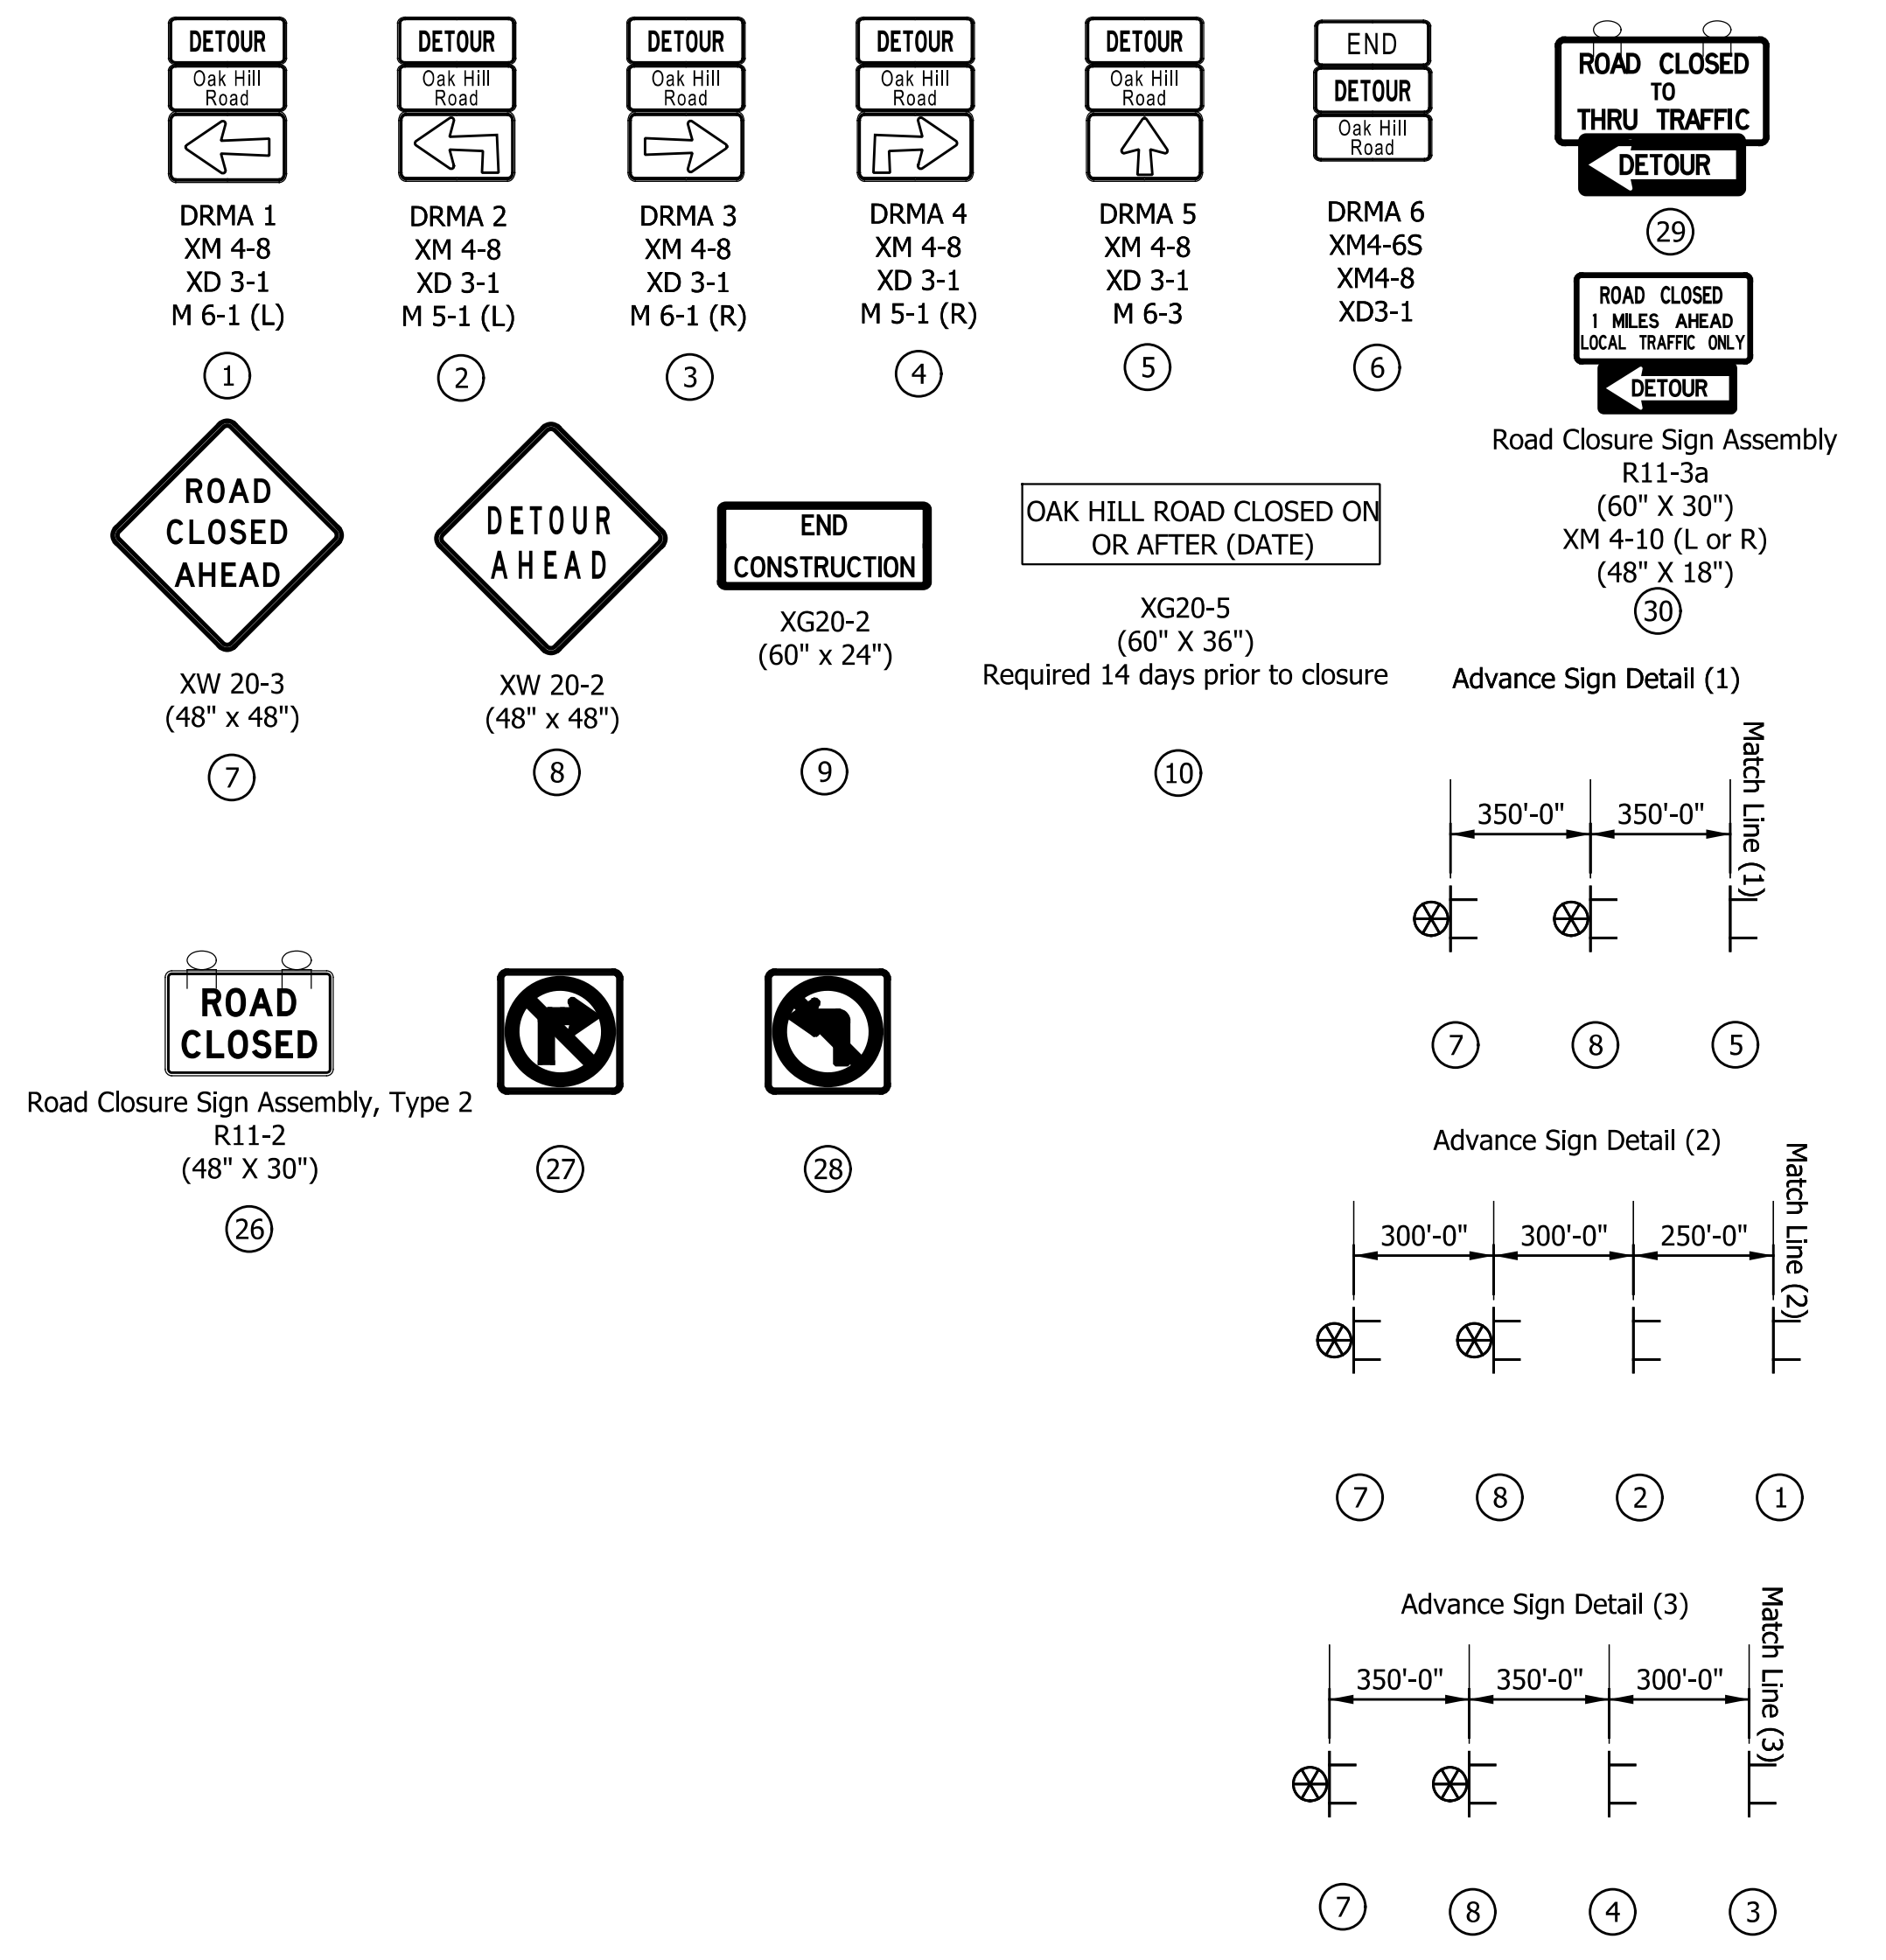 DETOUR
Oak Hill
Road
DRMA 1
XM 4-8
XD 3-1
M 6-1 (L)
1
DETOUR
Oak Hill
Road
DRMA 2
XM 4-8
XD 3-1
M 5-1 (L)
2
DETOUR
Oak Hill
Road
DRMA 3
XM 4-8
XD 3-1
M 6-1 (R)
3
DETOUR
Oak Hill
Road
DRMA 4
XM 4-8
XD 3-1
M 5-1 (R)
4
DETOUR
Oak Hill
Road
DRMA 5
XM 4-8
XD 3-1
M 6-3
5
END
DETOUR
Oak Hill
Road
DRMA 6
XM4-6S
XM4-8
XD3-1
6
ROAD CLOSED
TO
THRU TRAFFIC
DETOUR
29
ROAD CLOSED
1 MILES AHEAD
LOCAL TRAFFIC ONLY
DETOUR
Road Closure Sign Assembly
R11-3a
(60" X 30")
XM 4-10 (L or R)
(48" X 18")
30
ROAD
CLOSED
AHEAD
XW 20-3
(48" x 48")
7
DETOUR
AHEAD
XW 20-2
(48" x 48")
8
END
CONSTRUCTION
XG20-2
(60" x 24")
9
OAK HILL ROAD CLOSED ON
OR AFTER (DATE)
XG20-5
(60" X 36")
Required 14 days prior to closure
10
Advance Sign Detail (1)
Match Line (1)
350'-0" 350'-0"
7 8 5
ROAD
CLOSED
Road Closure Sign Assembly, Type 2
R11-2
(48" X 30")
26
27
28
Advance Sign Detail (2)
Match Line (2)
300'-0" 300'-0" 250'-0"
7 8 2 1
Advance Sign Detail (3)
Match Line (3)
350'-0" 350'-0" 300'-0"
7 8 4 3